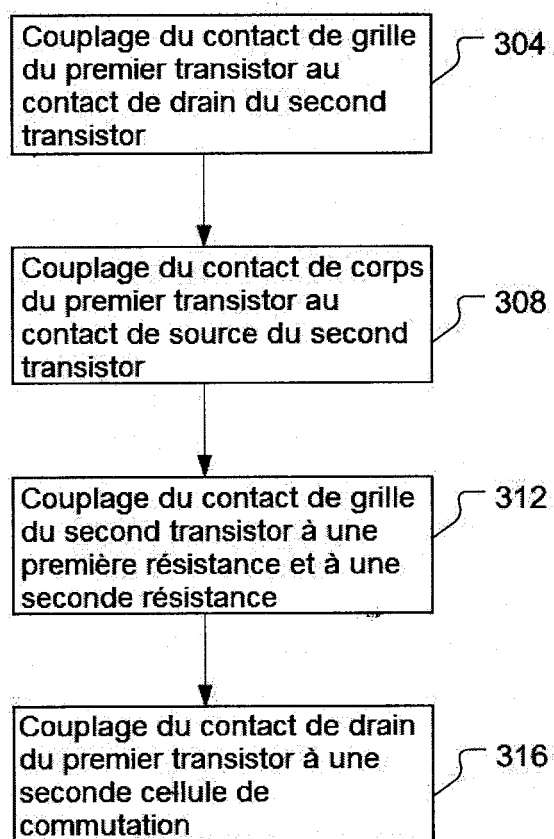 Couplage du contact de grille
du premier transistor au
contact de drain du second
transistor
304
Couplage du contact de corps
du premier transistor au
contact de source du second
transistor
308
Couplage du contact de grille
du second transistor à une
première résistance et à une
seconde résistance
312
Couplage du contact de drain
du premier transistor à une
seconde cellule de
commutation
316